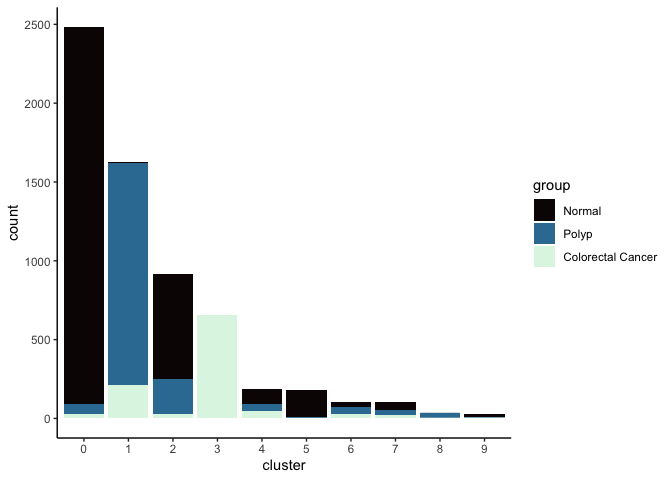 2500
2000
1500
1000
500
0
count
0 1 2 3 4 5 6 7 8 9
cluster
group
Normal
Polyp
Colorectal Cancer